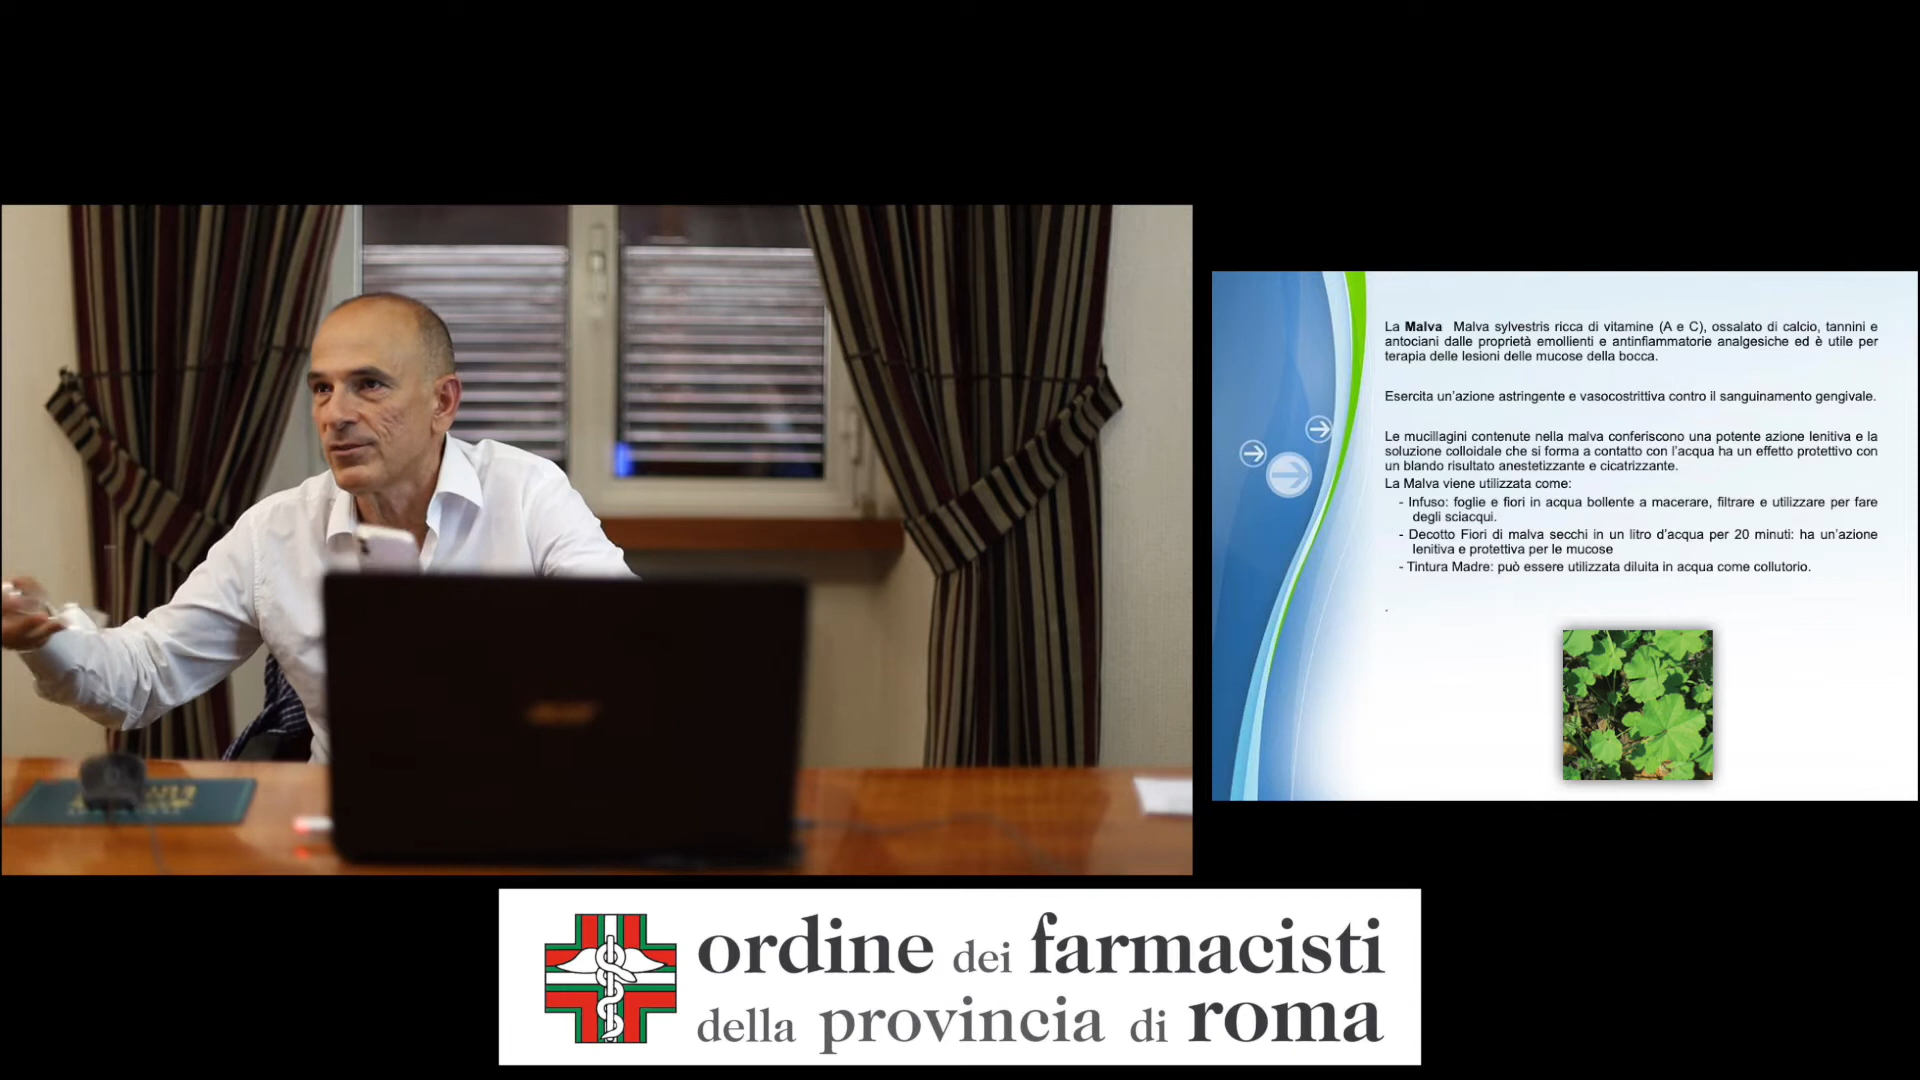 La Malva Malva sylvestris ricca di vitamine (A e C), ossalato di calcio, tannini e
antociani dalle proprietà emollienti e antinfiammatorie analgesiche ed è utile per
terapia delle lesioni delle mucose della bocca.
Esercita un'azione astringente e vasocostrittiva contro il sanguinamento gengivale.
Le mucillagini contenute nella malva conferiscono una potente azione lenitiva e la
soluzione colloidale che si forma a contatto con l'acqua ha un effetto protettivo con
un blando risultato anestetizzante e cicatrizzante.
La Malva viene utilizzata come:
- Infuso: foglie e fiori in acqua bollente a macerare, filtrare e utilizzare per fare
degli sciacqui.
- Decotto Fiori di malva secchi in un litro d'acqua per 20 minuti: ha un'azione
lenitiva e protettiva per le mucose
- Tintura Madre: può essere utilizzata diluita in acqua come collutorio.
.
acer
ordine dei farmacisti
della provincia di roma